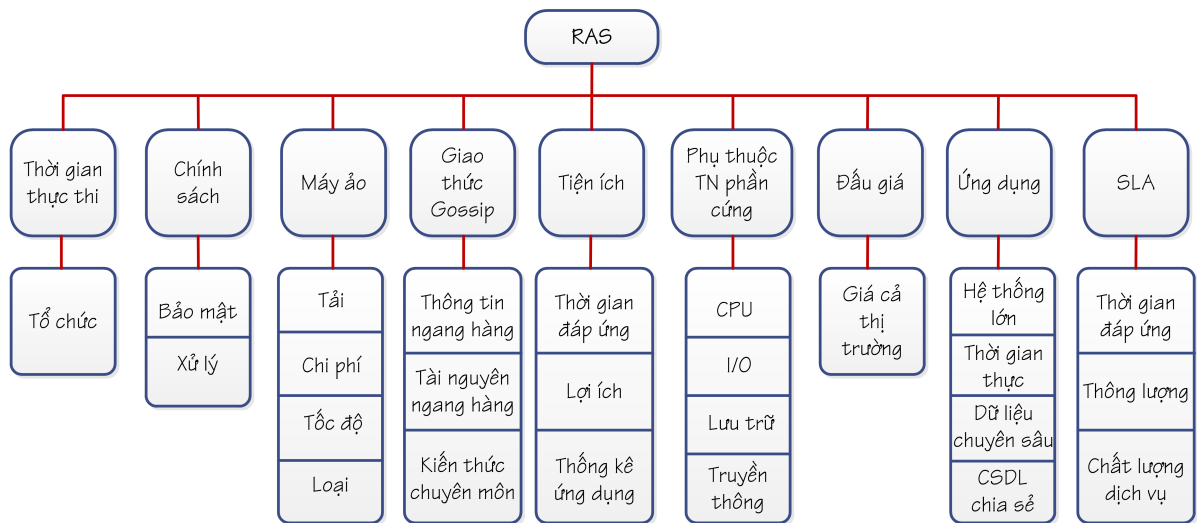 RAS
Thời gian
thực thi
Chính
sách
Máy ảo
Giao
thức
Gossip
Tiện ích
Phụ thuộc
TN phần
cứng
Đấu giá
Ứng dụng
SLA
Tổ chức
Bảo mật
Xử lý
Tải
Chi phí
Tốc độ
Loại
Thông tin
ngang hàng
Tài nguyên
ngang hàng
Kiến thức
chuyên môn
Thời gian
đáp ứng
Lợi ích
Thống kê
ứng dụng
CPU
I/O
Lưu trữ
Truyền
thông
Giá cả
thị
trường
Hệ thống
lớn
Thời gian
thực
Dữ liệu
chuyên sâu
CSDL
chia sẻ
Thời gian
đáp ứng
Thông lượng
Chất lượng
dịch vụ